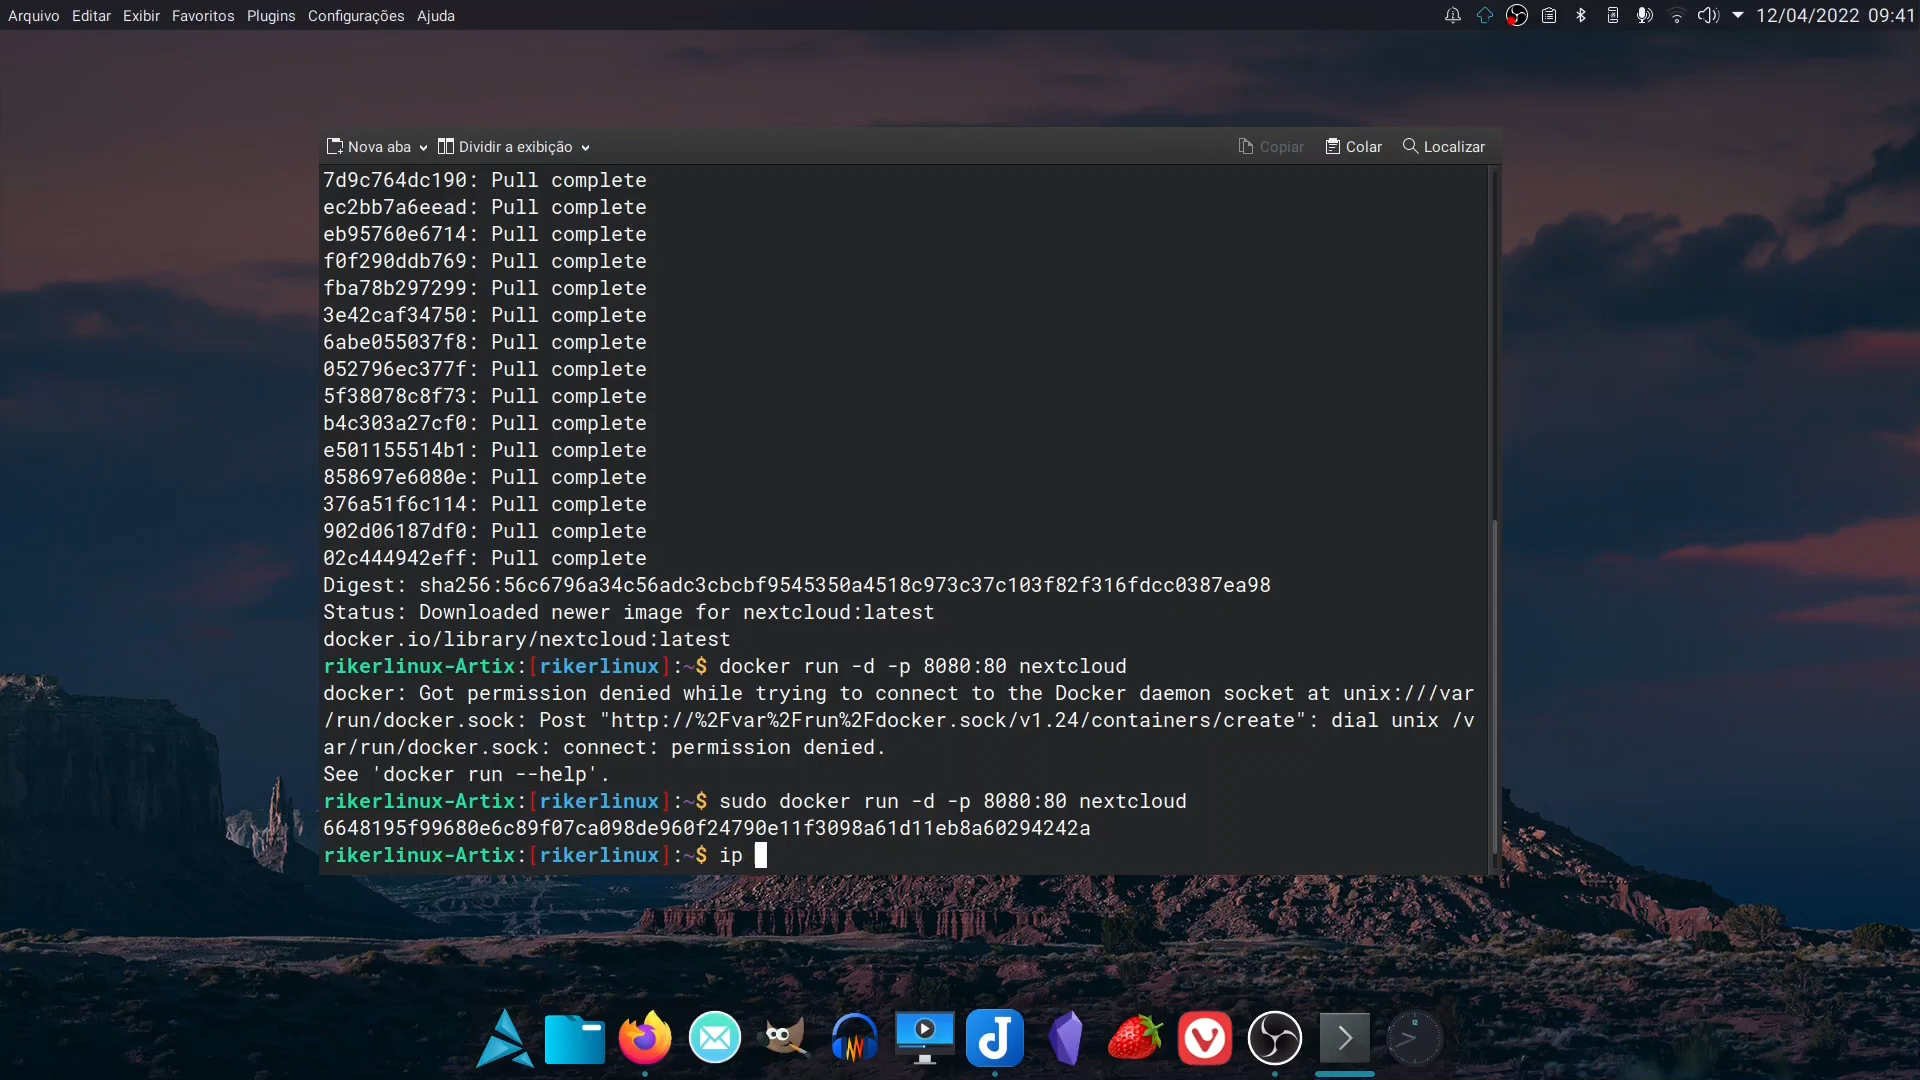 Arquivo Editar Exibir Favoritos Plugins Configurações Ajuda
12/04/2022 09:41
Nova aba Dividir a exibição Copiar Colar Localizar
7d9c764dc190: Pull complete
ec2bb7a6eead: Pull complete
eb95760e6714: Pull complete
f0f290ddb769: Pull complete
fba78b297299: Pull complete
3e42caf34750: Pull complete
6abe055037f8: Pull complete
052796ec377f: Pull complete
5f38078c8f73: Pull complete
b4c303a27cf0: Pull complete
e501155514b1: Pull complete
858697e6080e: Pull complete
376a51f6c114: Pull complete
902d06187df0: Pull complete
02c444942eff: Pull complete
Digest: sha256:56c6796a34c56adc3cbcbf9545350a4518c973c37c103f82f316fdcc0387ea98
Status: Downloaded newer image for nextcloud:latest
docker.io/library/nextcloud:latest
rikerlinux-Artix:[rikerlinux]:~$ docker run -d -p 8080:80 nextcloud
docker: Got permission denied while trying to connect to the Docker daemon socket at unix:///var
/run/docker.sock: Post "http://%2Fvar%2Frun%2Fdocker.sock/v1.24/containers/create": dial unix /v
ar/run/docker.sock: connect: permission denied.
See 'docker run --help'.
rikerlinux-Artix:[rikerlinux]:~$ sudo docker run -d -p 8080:80 nextcloud
6648195f99680e6c89f07ca098de960f24790e11f3098a61d11eb8a60294242a
rikerlinux-Artix:[rikerlinux]:~$ ip